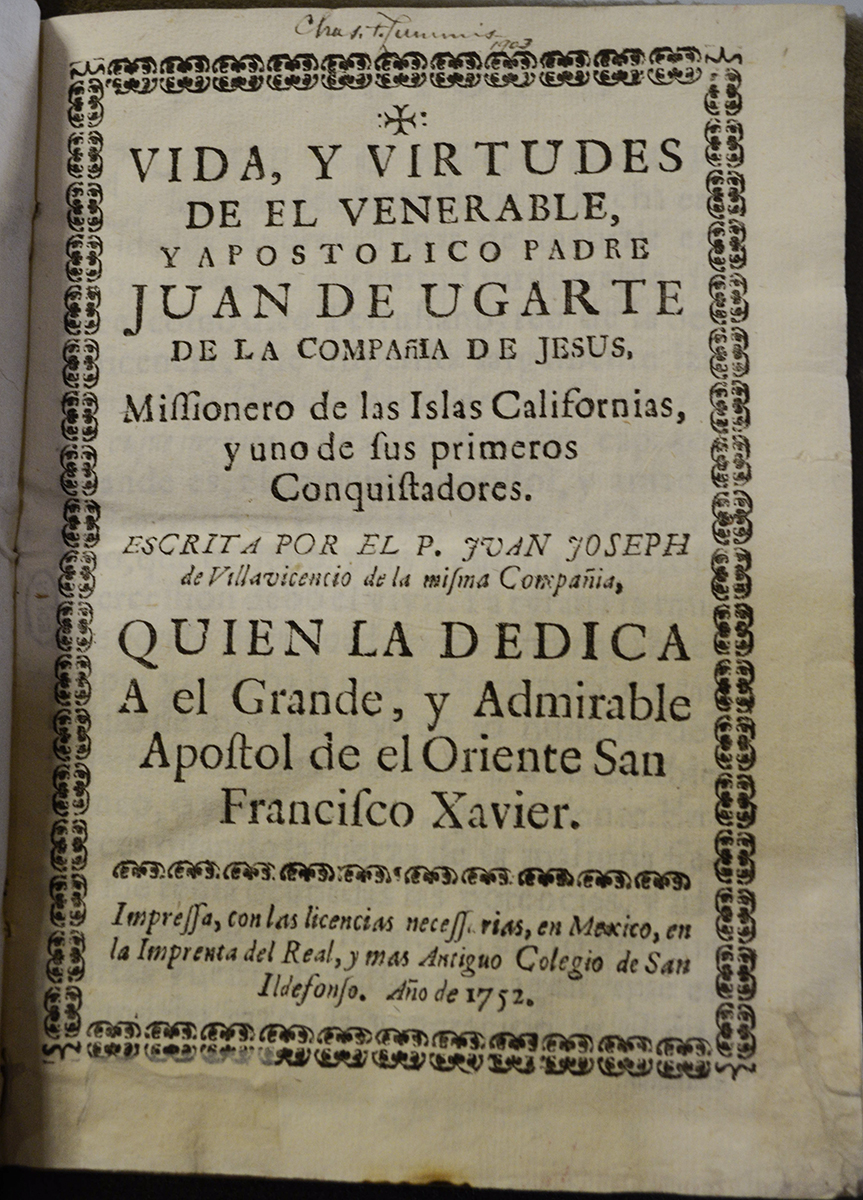 Chas. F. Lummis
1903
VIDA, Y VIRTUDES
DE EL VENERABLE,
Y APOSTOLICO PADRE
JUAN DE UGARTE
DE LA COMPAñIA DE JESUS,
Miſſionero de las Islas Californias,
y uno de ſus primeros
Conquiſtadores.
ESCRITA POR EL P. JVAN JOSEPH
de Villavicencio de la miſma Compañia,
QUIEN LA DEDICA
A el Grande, y Admirable
Apoſtol de el Oriente San
Franciſco Xavier.
Impreſſa, con las licencias neceſſarias, en Mexico, en
la Imprenta del Real, y mas Antiguo Colegio de San
Ildefonſo. Año de 1752.